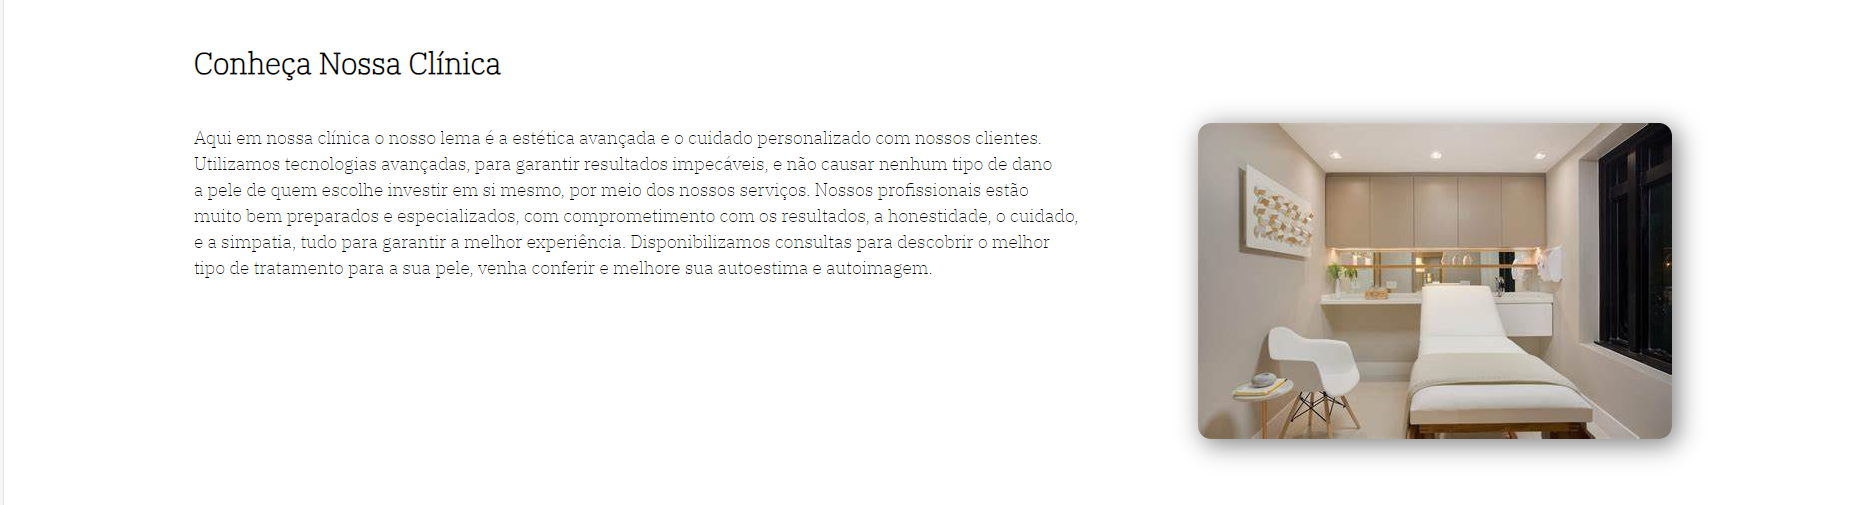 Conheça Nossa Clínica
Aqui em nossa clínica o nosso lema é a estética avançada e o cuidado personalizado com nossos clientes.
Utilizamos tecnologias avançadas, para garantir resultados impecáveis, e não causar nenhum tipo de dano
a pele de quem escolhe investir em si mesmo, por meio dos nossos serviços. Nossos profissionais estão
muito bem preparados e especializados, com comprometimento com os resultados, a honestidade, o cuidado,
e a simpatia, tudo para garantir a melhor experiência. Disponibilizamos consultas para descobrir o melhor
tipo de tratamento para a sua pele, venha conferir e melhore sua autoestima e autoimagem.